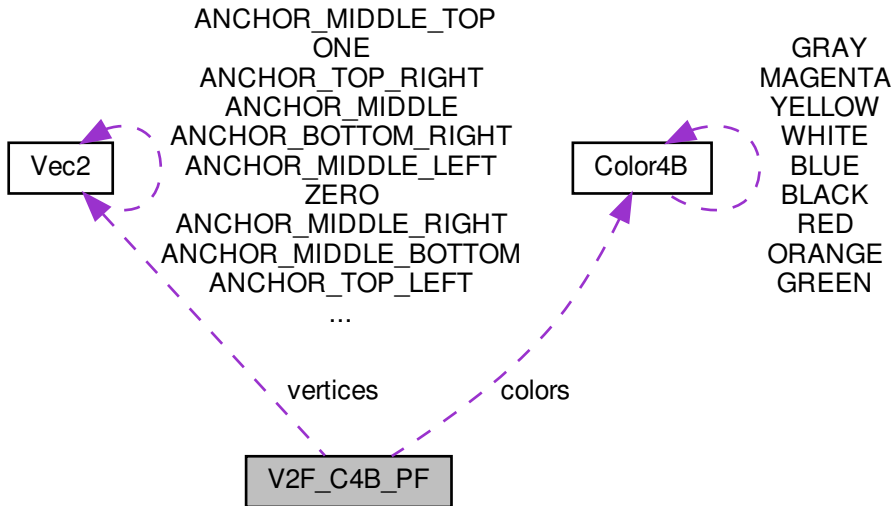 ANCHOR_MIDDLE_TOP
ONE
ANCHOR_TOP_RIGHT
ANCHOR_MIDDLE
ANCHOR_BOTTOM_RIGHT
ANCHOR_MIDDLE_LEFT
ZERO
ANCHOR_MIDDLE_RIGHT
ANCHOR_MIDDLE_BOTTOM
ANCHOR_TOP_LEFT
...
GRAY
MAGENTA
YELLOW
WHITE
BLUE
BLACK
RED
ORANGE
GREEN
Vec2
Color4B
vertices
colors
V2F_C4B_PF